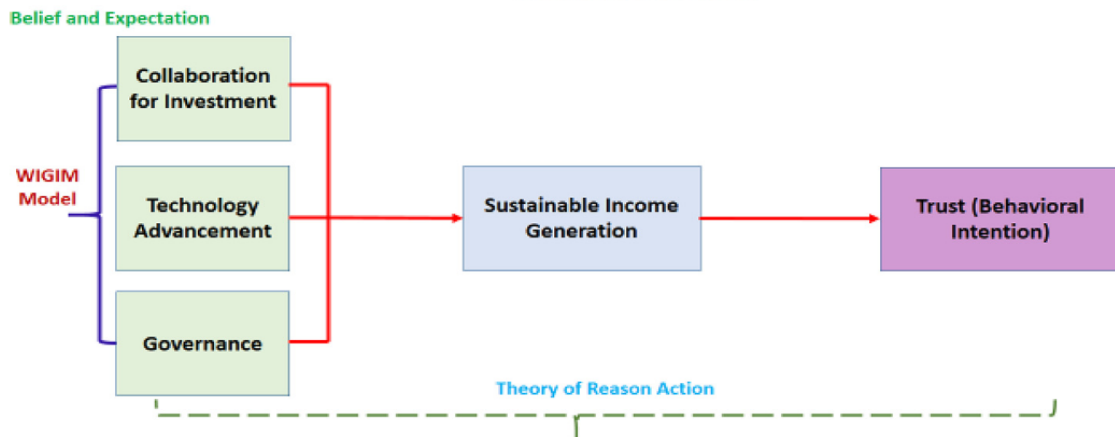 Belief and Expectation
Collaboration
for Investment
WIGIM
Model
Technology
Advancement
Sustainable Income
Generation
Trust (Behavioral
Intention)
Governance
Theory of Reason Action